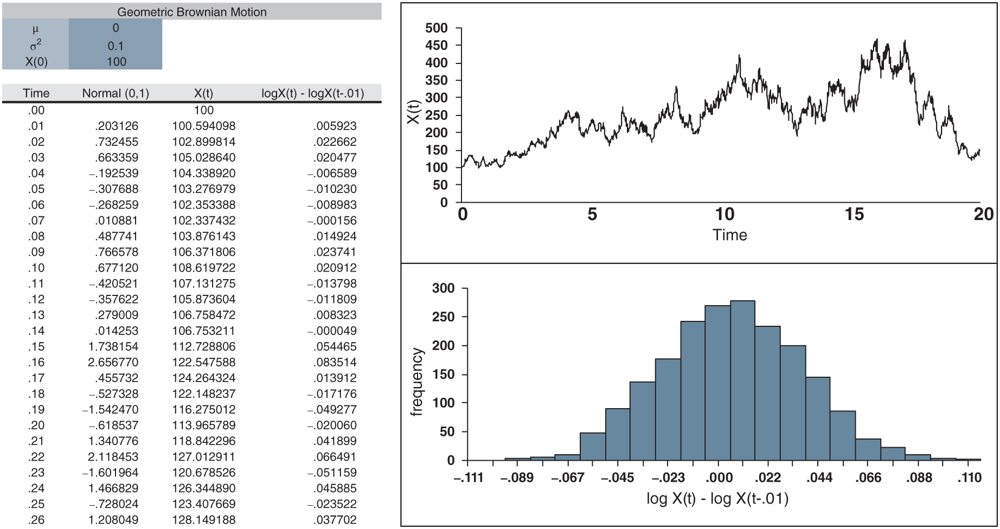 Geometric Brownian Motion
μ 0
σ² 0.1
X(0) 100
Time Normal (0,1) X(t) logX(t) - logX(t-.01)
.00 100
.01 .203126 100.594098 .005923
.02 .732455 102.899814 .022662
.03 .663359 105.028640 .020477
.04 –.192539 104.338920 –.006589
.05 –.307688 103.276979 –.010230
.06 –.268259 102.353388 –.008983
.07 .010881 102.337432 –.000156
.08 .487741 103.876143 .014924
.09 .766578 106.371806 .023741
.10 .677120 108.619722 .020912
.11 –.420521 107.131275 –.013798
.12 –.357622 105.873604 –.011809
.13 .279009 106.758472 .008323
.14 .014253 106.753211 –.000049
.15 1.738154 112.728806 .054465
.16 2.656770 122.547588 .083514
.17 .455732 124.264324 .013912
.18 –.527328 122.148237 –.017176
.19 –1.542470 116.275012 –.049277
.20 –.618537 113.965789 –.020060
.21 1.340776 118.842296 .041899
.22 2.118453 127.012911 .066491
.23 –1.601964 120.678526 –.051159
.24 1.466829 126.344890 .045885
.25 –.728024 123.407669 –.023522
.26 1.208049 128.149188 .037702
500
450
400
350
300
250
200
150
100
50
0
X(t)
0 5 10 15 20
Time
300
250
200
150
100
50
0
frequency
–.111 –.089 –.067 –.045 –.023 .000 .022 .044 .066 .088 .110
log X(t) - log X(t-.01)